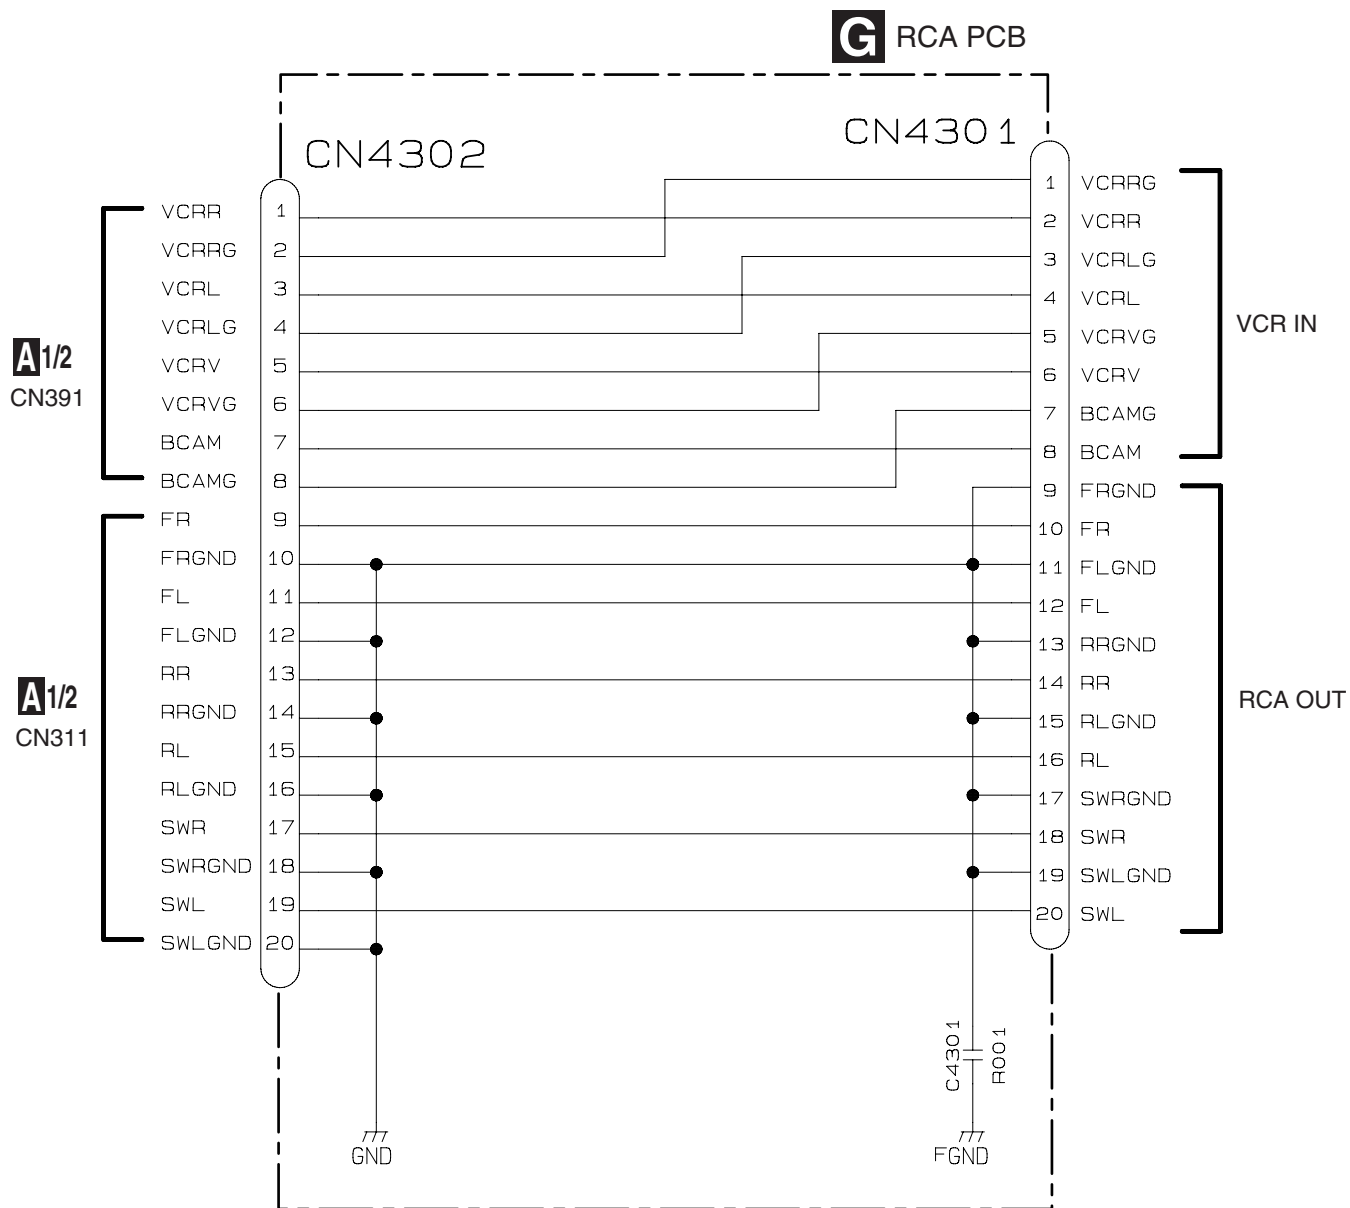 G RCA PCB
CN4302
CN4301
A 1/2
CN391
VCRR 1
VCRRG 2
VCRL 3
VCRLG 4
VCRV 5
VCRVG 6
BCAM 7
BCAMG 8
A 1/2
CN311
FR 9
FRGND 10
FL 11
FLGND 12
RR 13
RRGND 14
RL 15
RLGND 16
SWR 17
SWRGND 18
SWL 19
SWLGND 20
1 VCRRG
2 VCRR
3 VCRLG
4 VCRL
5 VCRVG
6 VCRV
7 BCAMG
8 BCAM
VCR IN
9 FRGND
10 FR
11 FLGND
12 FL
13 RRGND
14 RR
15 RLGND
16 RL
17 SWRGND
18 SWR
19 SWLGND
20 SWL
RCA OUT
C4301
R001
GND
FGND